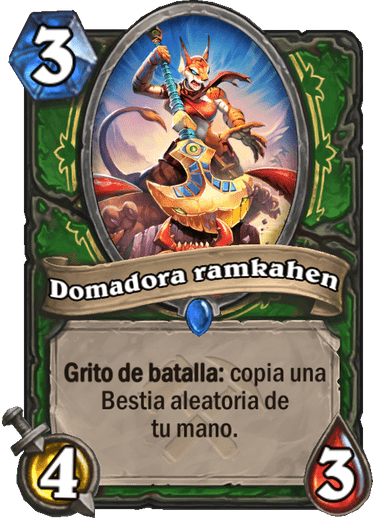 3
Domadora ramkahen
Grito de batalla: copia una
Bestia aleatoria de
tu mano.
4
3